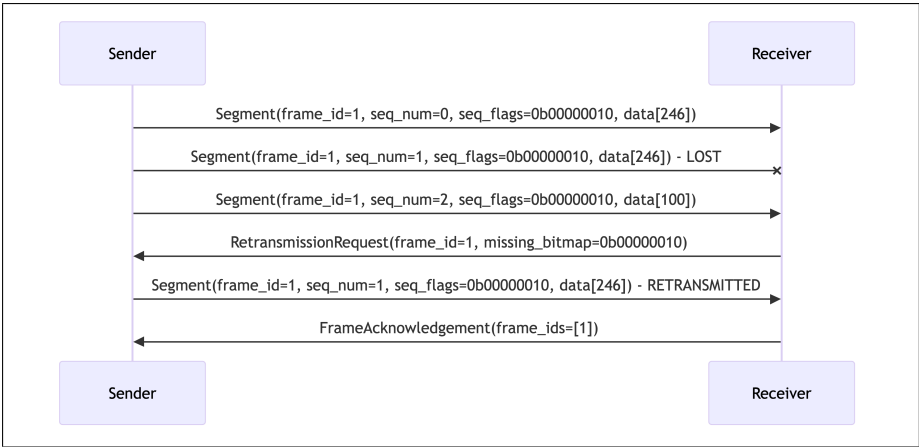 Sender
Receiver
Segment(frame_id=1, seq_num=0, seq_flags=0b00000010, data[246])
Segment(frame_id=1, seq_num=1, seq_flags=0b00000010, data[246]) - LOST
Segment(frame_id=1, seq_num=2, seq_flags=0b00000010, data[100])
RetransmissionRequest(frame_id=1, missing_bitmap=0b00000010)
Segment(frame_id=1, seq_num=1, seq_flags=0b00000010, data[246]) - RETRANSMITTED
FrameAcknowledgement(frame_ids=[1])
Sender
Receiver